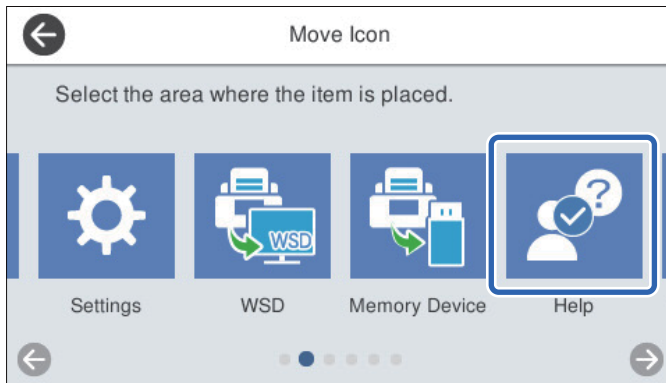 Move Icon
Select the area where the item is placed.
WSD
?
Settings
WSD
Memory Device
Help